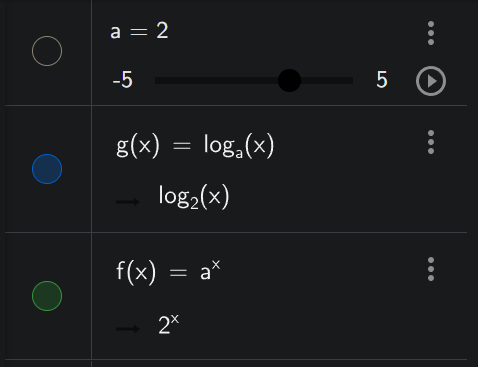 a = 2
-5 5
g(x) = logₐ(x)
→ log₂(x)
f(x) = aˣ
→ 2ˣ